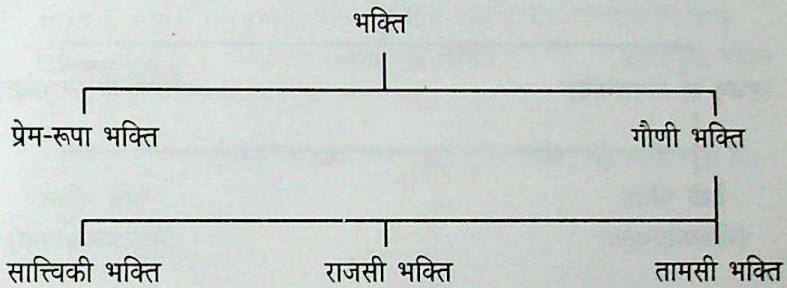 भक्ति
प्रेम-रूपा भक्ति गौणी भक्ति
सात्त्विकी भक्ति राजसी भक्ति तामसी भक्ति